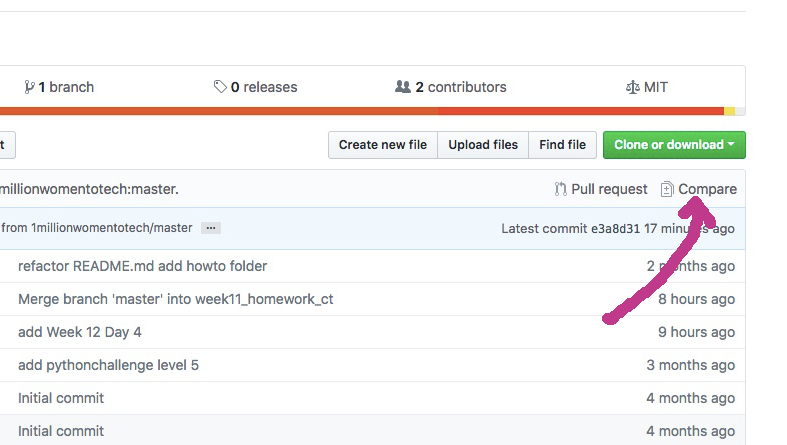 1 branch 0 releases 2 contributors MIT
t Create new file Upload files Find file Clone or download
millionwomentotech:master. Pull request Compare
from 1millionwomentotech/master ... Latest commit e3a8d31 17 minutes ago
refactor README.md add howto folder 2 months ago
Merge branch 'master' into week11_homework_ct 8 hours ago
add Week 12 Day 4 9 hours ago
add pythonchallenge level 5 3 months ago
Initial commit 4 months ago
Initial commit 4 months ago